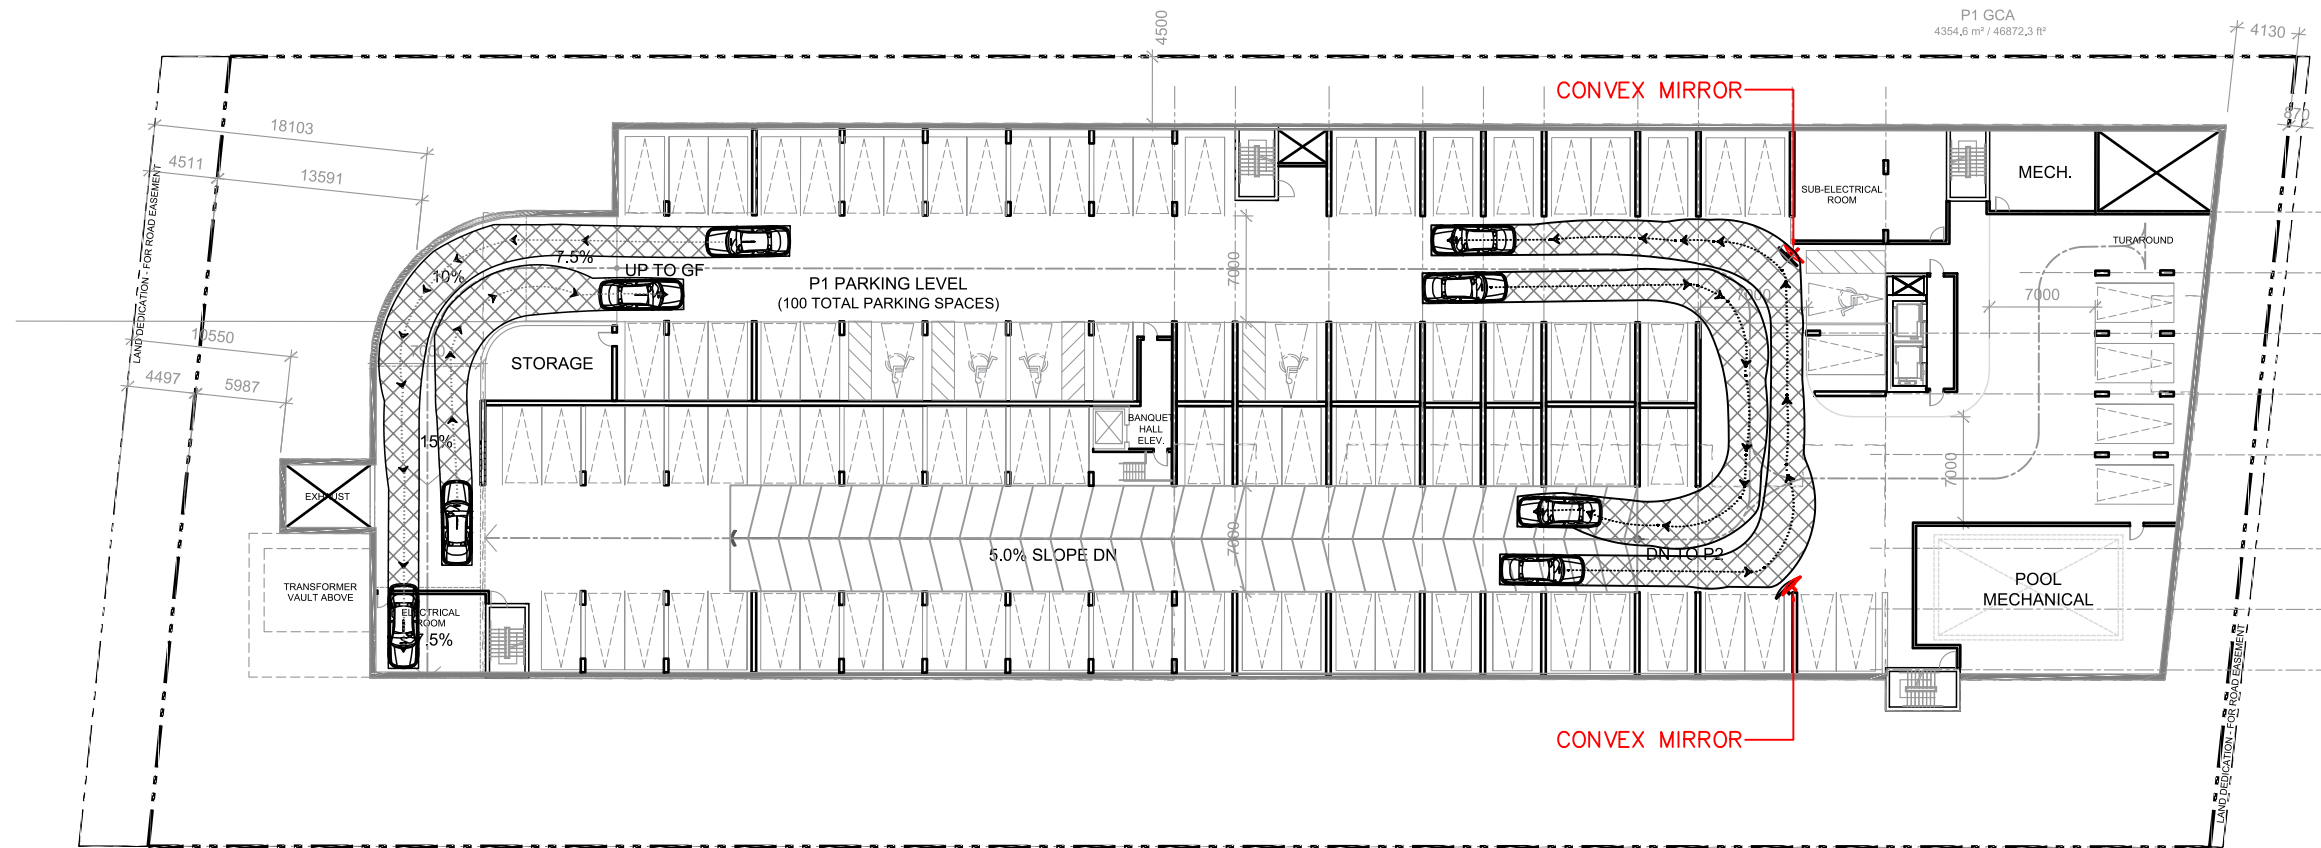 P1 GCA
4354.6 m² / 46872.3 ft²
4500
4130
870
CONVEX MIRROR
18103
4511
13591
LAND DEDICATION - FOR ROAD EASEMENT
10550
4497
5987
7.5%
10%
UP TO GF
P1 PARKING LEVEL
(100 TOTAL PARKING SPACES)
7000
7000
7000
SUB-ELECTRICAL
ROOM
MECH.
TURAROUND
7000
STORAGE
BANQUET
HALL
ELEV.
15%
7000
EXHAUST
7000
5.0% SLOPE DN
DN TO P2
TRANSFORMER
VAULT ABOVE
ELECTRICAL
ROOM
7.5%
POOL
MECHANICAL
CONVEX MIRROR
LAND DEDICATION - FOR ROAD EASEMENT